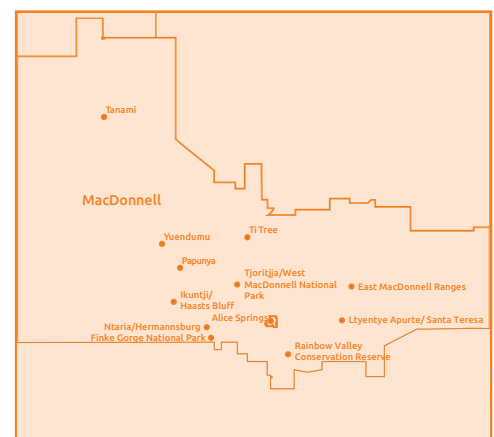 Tanami
MacDonnell
Ti Tree
Yuendumu
Papunya
Tjoritjja/West
MacDonnell National
Park
East MacDonnell Ranges
Ikuntji/
Haasts Bluff
Alice Springs
Ltyentye Apurte/ Santa Teresa
Ntaria/Hermannsburg
Finke Gorge National Park
Rainbow Valley
Conservation Reserve